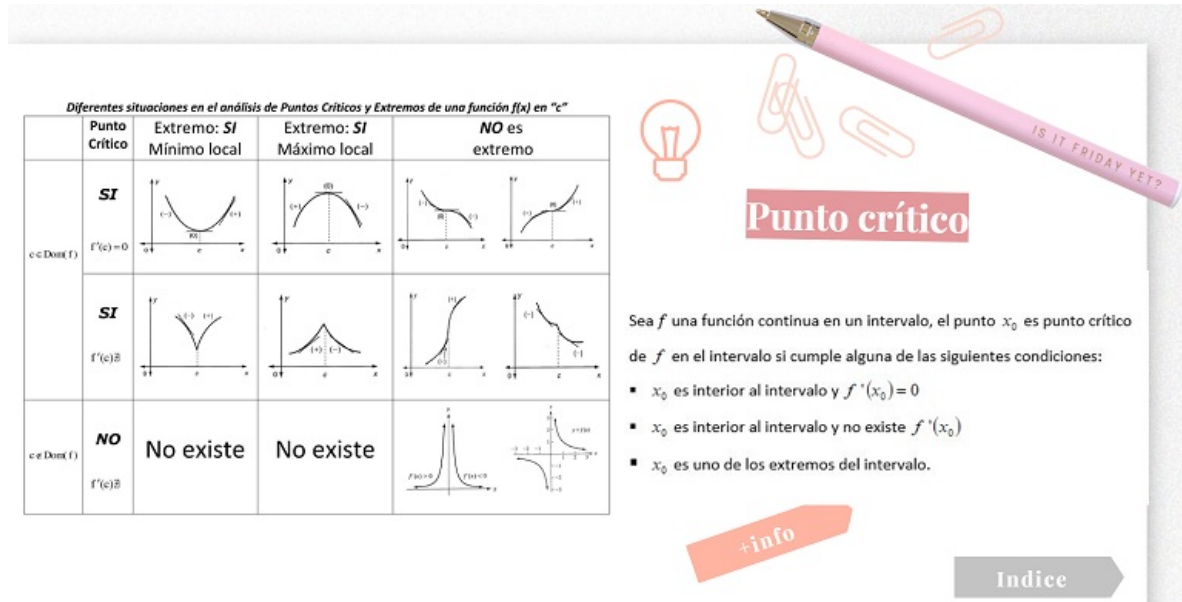 IS IT FRIDAY YET?
Diferentes situaciones en el análisis de Puntos Críticos y Extremos de una función f(x) en "c"
Punto Crítico
Extremo: SI Mínimo local
Extremo: SI Máximo local
NO es extremo
c ∈ Dom(f)
SI
f'(c)=0
SI
f'(c)∄
c ∉ Dom(f)
NO
f'(c)∄
No existe
No existe
f'(x)>0
f'(x)<0
Punto crítico
Sea f una función continua en un intervalo, el punto x₀ es punto crítico
de f en el intervalo si cumple alguna de las siguientes condiciones:
▪ x₀ es interior al intervalo y f '(x₀)= 0
▪ x₀ es interior al intervalo y no existe f '(x₀)
▪ x₀ es uno de los extremos del intervalo.
+info
Indice